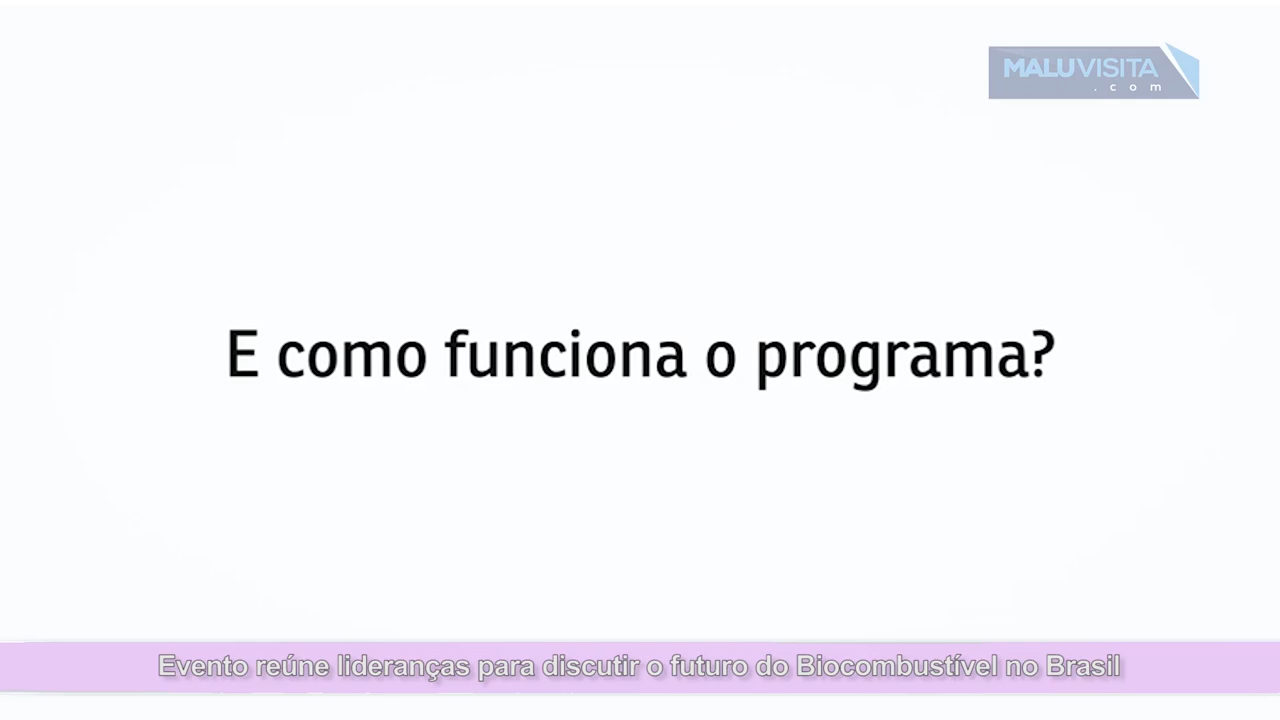 MALUVISITA
.com
E como funciona o programa?
Evento reúne lideranças para discutir o futuro do Biocombustível no Brasil